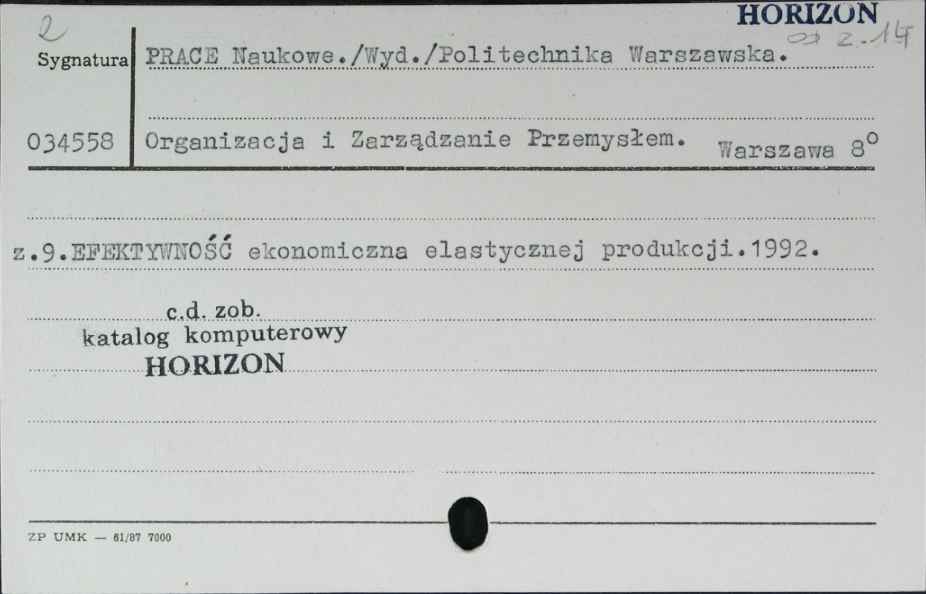 2
HORIZON
od z.14
Sygnatura PRACE Naukowe./Wyd./Politechnika Warszawska.
034558 Organizacja i Zarządzanie Przemysłem. Warszawa 8°
z.9.EFEKTYWNOŚĆ ekonomiczna elastycznej produkcji.1992.
c.d. zob.
katalog komputerowy
HORIZON
ZP UMK — 61/87 7000